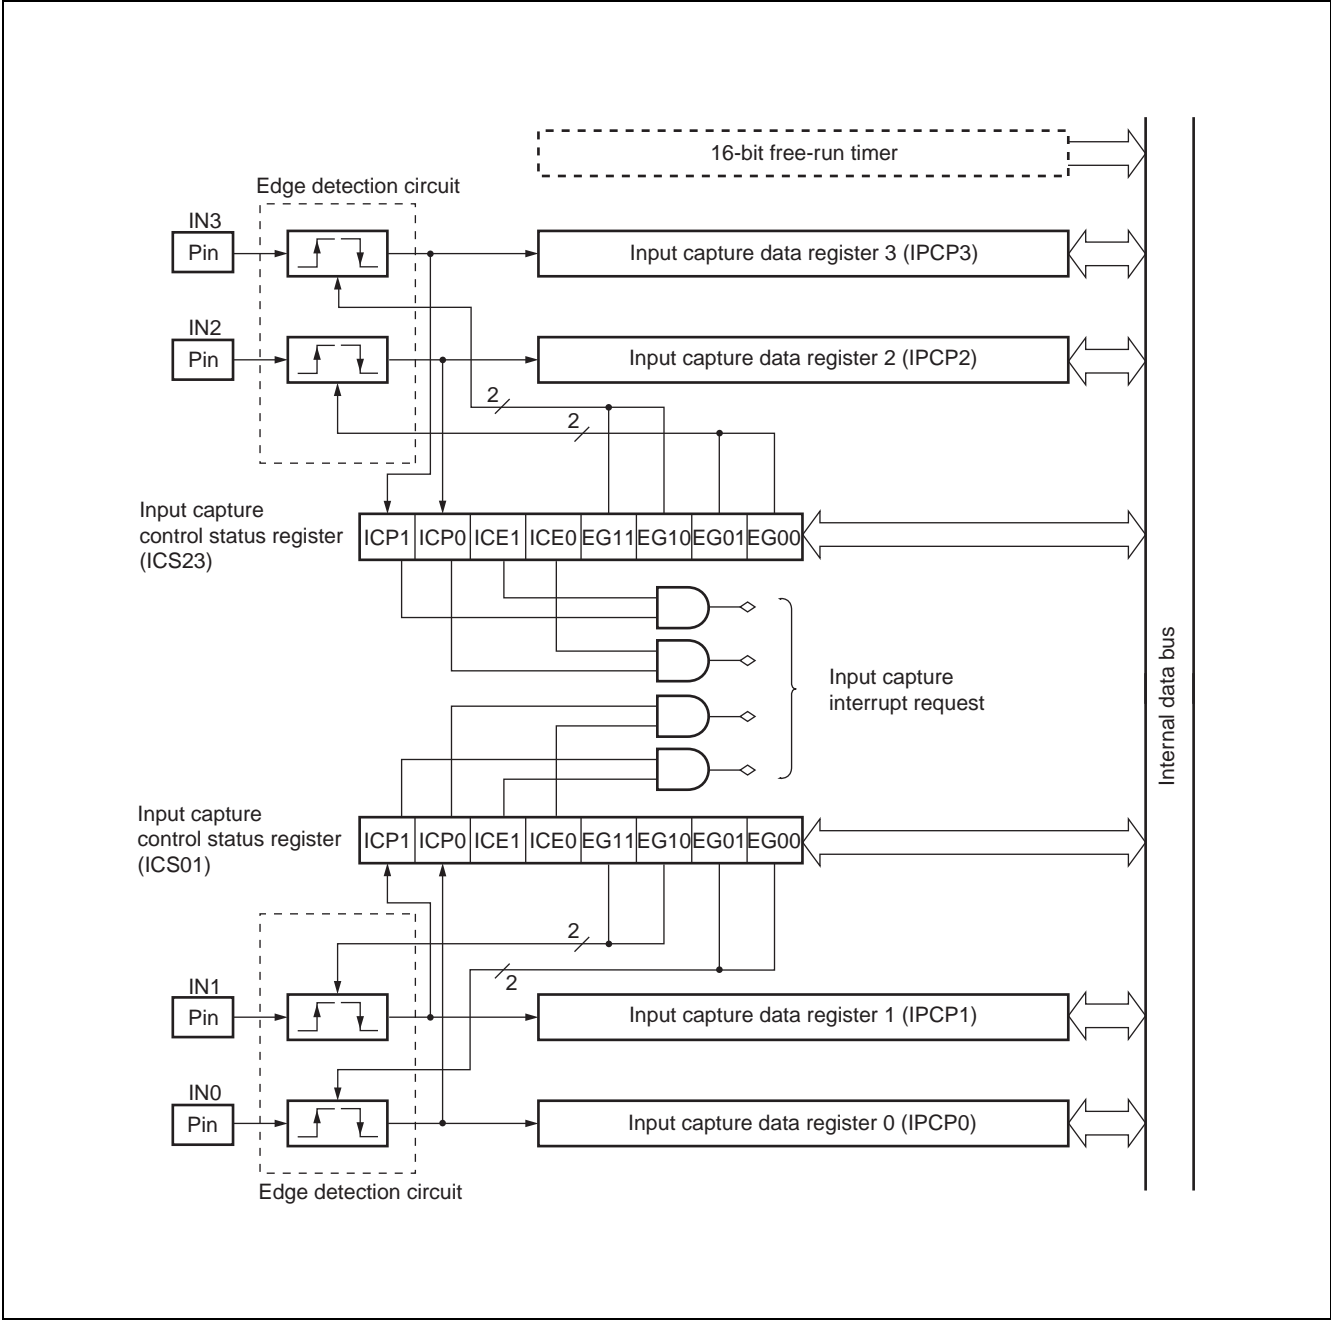 16-bit free-run timer
Edge detection circuit
IN3
Pin
Input capture data register 3 (IPCP3)
IN2
Pin
Input capture data register 2 (IPCP2)
2
2
Input capture
control status register
(ICS23)
ICP1 ICP0 ICE1 ICE0 EG11 EG10 EG01 EG00
Input capture
interrupt request
Internal data bus
Input capture
control status register
(ICS01)
ICP1 ICP0 ICE1 ICE0 EG11 EG10 EG01 EG00
2
2
IN1
Pin
Input capture data register 1 (IPCP1)
IN0
Pin
Input capture data register 0 (IPCP0)
Edge detection circuit